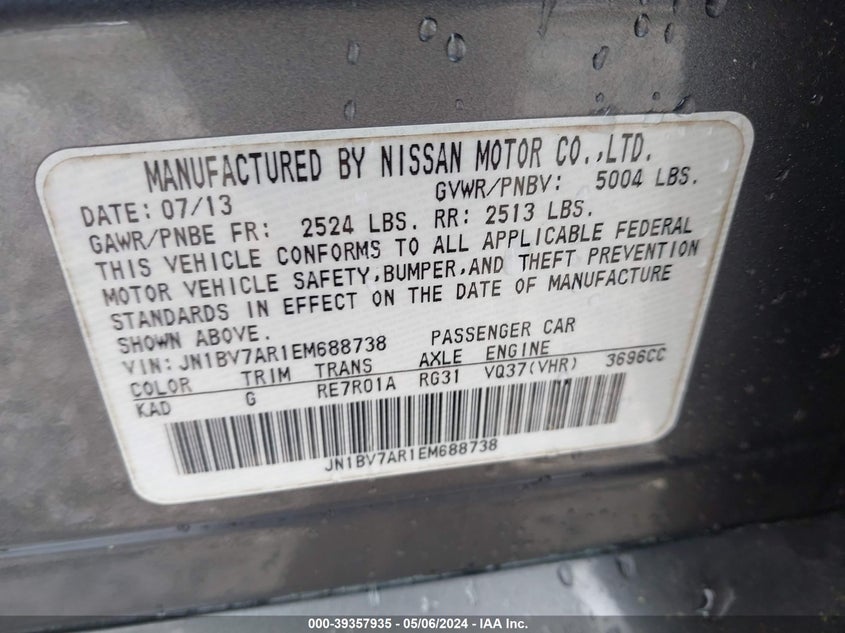 MANUFACTURED BY NISSAN MOTOR CO.,LTD.
DATE: 07/13 GVWR/PNBV: 5004 LBS.
GAWR/PNBE FR: 2524 LBS. RR: 2513 LBS.
THIS VEHICLE CONFORMS TO ALL APPLICABLE FEDERAL
MOTOR VEHICLE SAFETY,BUMPER,AND THEFT PREVENTION
STANDARDS IN EFFECT ON THE DATE OF MANUFACTURE
SHOWN ABOVE.
VIN: JN1BV7AR1EM688738 PASSENGER CAR
COLOR TRIM TRANS AXLE ENGINE
KAD G RE7R01A RG31 VQ37(VHR) 3696CC
JN1BV7AR1EM688738
000-39357935 - 05/06/2024 - IAA Inc.